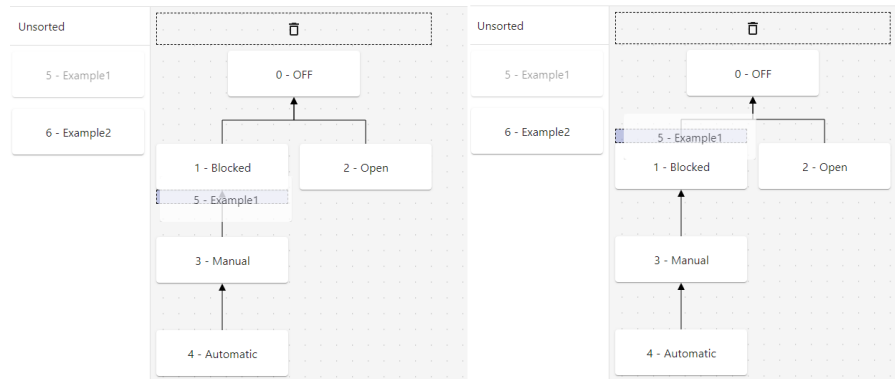 Unsorted
5 - Example1
6 - Example2
0 - OFF
1 - Blocked
2 - Open
5 - Example1
3 - Manual
4 - Automatic
Unsorted
5 - Example1
6 - Example2
0 - OFF
5 - Example1
1 - Blocked
2 - Open
3 - Manual
4 - Automatic